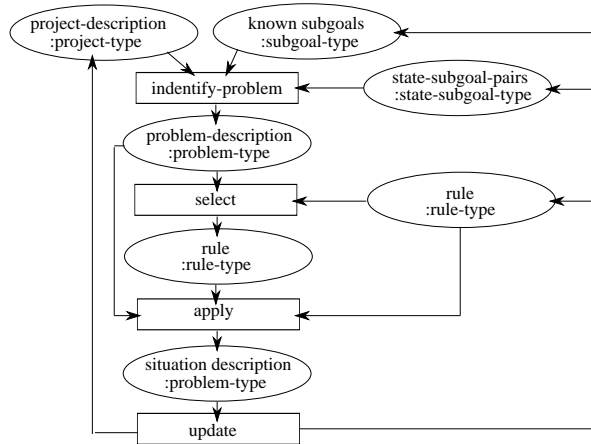 project-description
:project-type
known subgoals
:subgoal-type
indentify-problem
state-subgoal-pairs
:state-subgoal-type
problem-description
:problem-type
select
rule
:rule-type
rule
:rule-type
apply
situation description
:problem-type
update